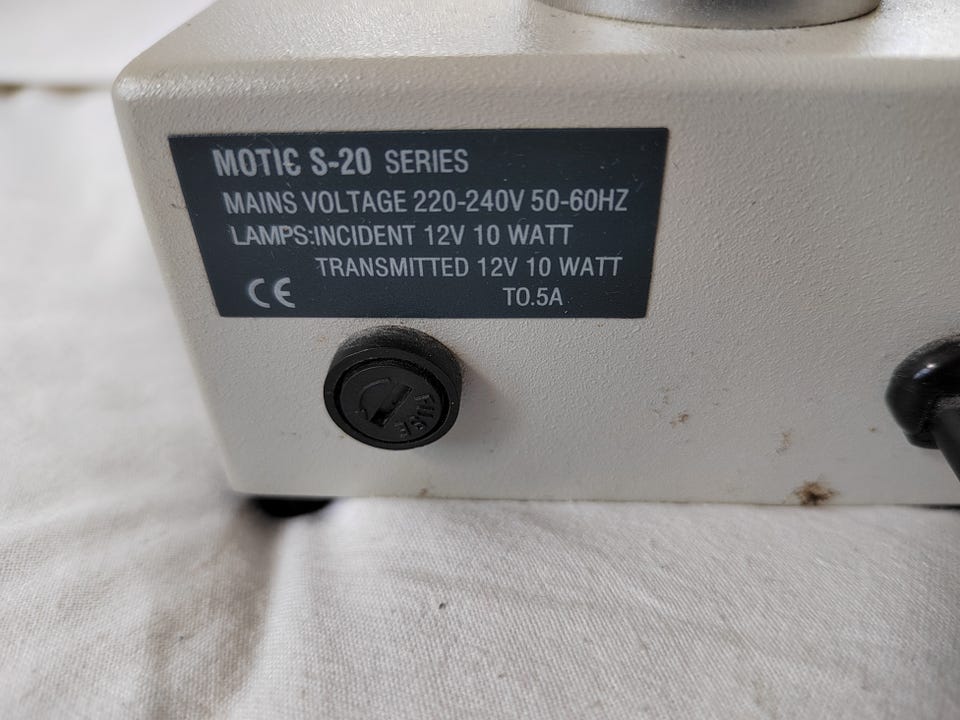 MOTIC S-20 SERIES
MAINS VOLTAGE 220-240V 50-60HZ
LAMPS:INCIDENT 12V 10 WATT
TRANSMITTED 12V 10 WATT
CE TO.5A
FUSE